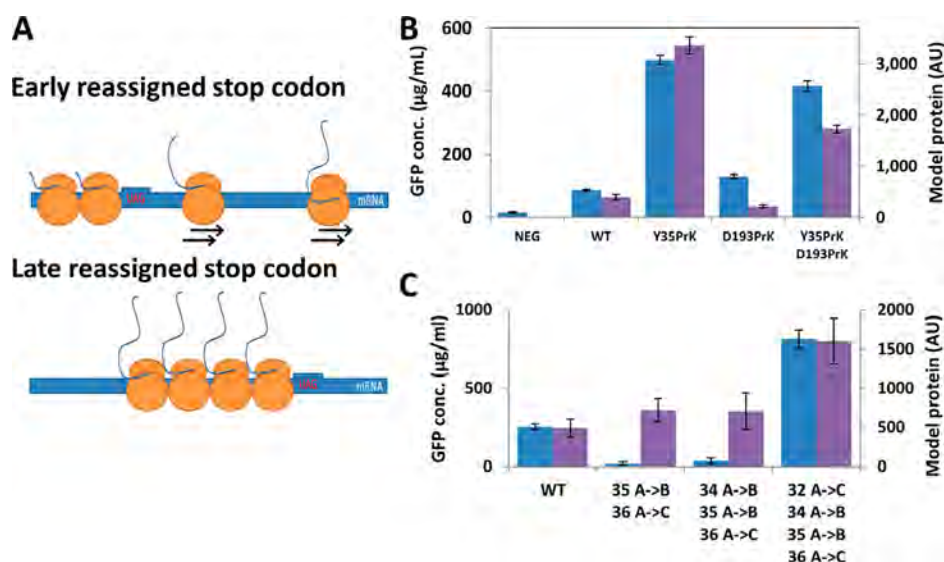 A
Early reassigned stop codon
UAG
mRNA
Late reassigned stop codon
UAG
mRNA
B
GFP conc. (µg/mL)
600
400
200
0
Model protein (AU)
3,000
2,000
1,000
0
NEG
WT
Y35PrK
D193PrK
Y35PrK
D193PrK
C
GFP conc. (µg/ml)
1000
500
0
Model protein (AU)
2000
1500
1000
500
0
WT
35 A->B
36 A->C
34 A->B
35 A->B
36 A->C
32 A->C
34 A->B
35 A->B
36 A->C